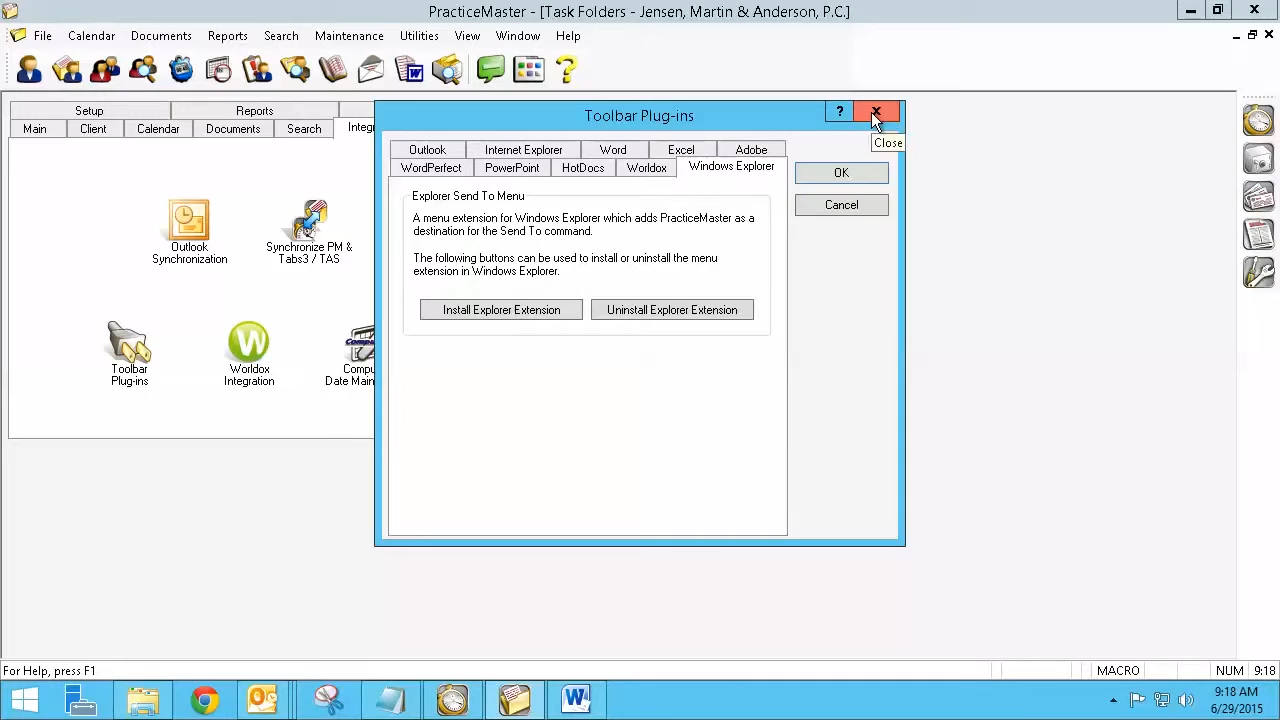 PracticeMaster - [Task Folders - Jensen, Martin & Anderson, P.C.]
File Calendar Documents Reports Search Maintenance Utilities View Window Help
Setup Reports
Main Client Calendar Documents Search Integ
Toolbar Plug-ins
?
Close
Outlook Internet Explorer Word Excel Adobe
WordPerfect PowerPoint HotDocs Worldox Windows Explorer
OK
Cancel
Explorer Send To Menu
A menu extension for Windows Explorer which adds PracticeMaster as a
destination for the Send To command.
The following buttons can be used to install or uninstall the menu
extension in Windows Explorer.
Install Explorer Extension Uninstall Explorer Extension
Outlook
Synchronization
Synchronize PM &
Tabs3 / TAS
Toolbar
Plug-ins
W
Worldox
Integration
Compu
Date Main
For Help, press F1
MACRO NUM 9:18
9:18 AM
6/29/2015